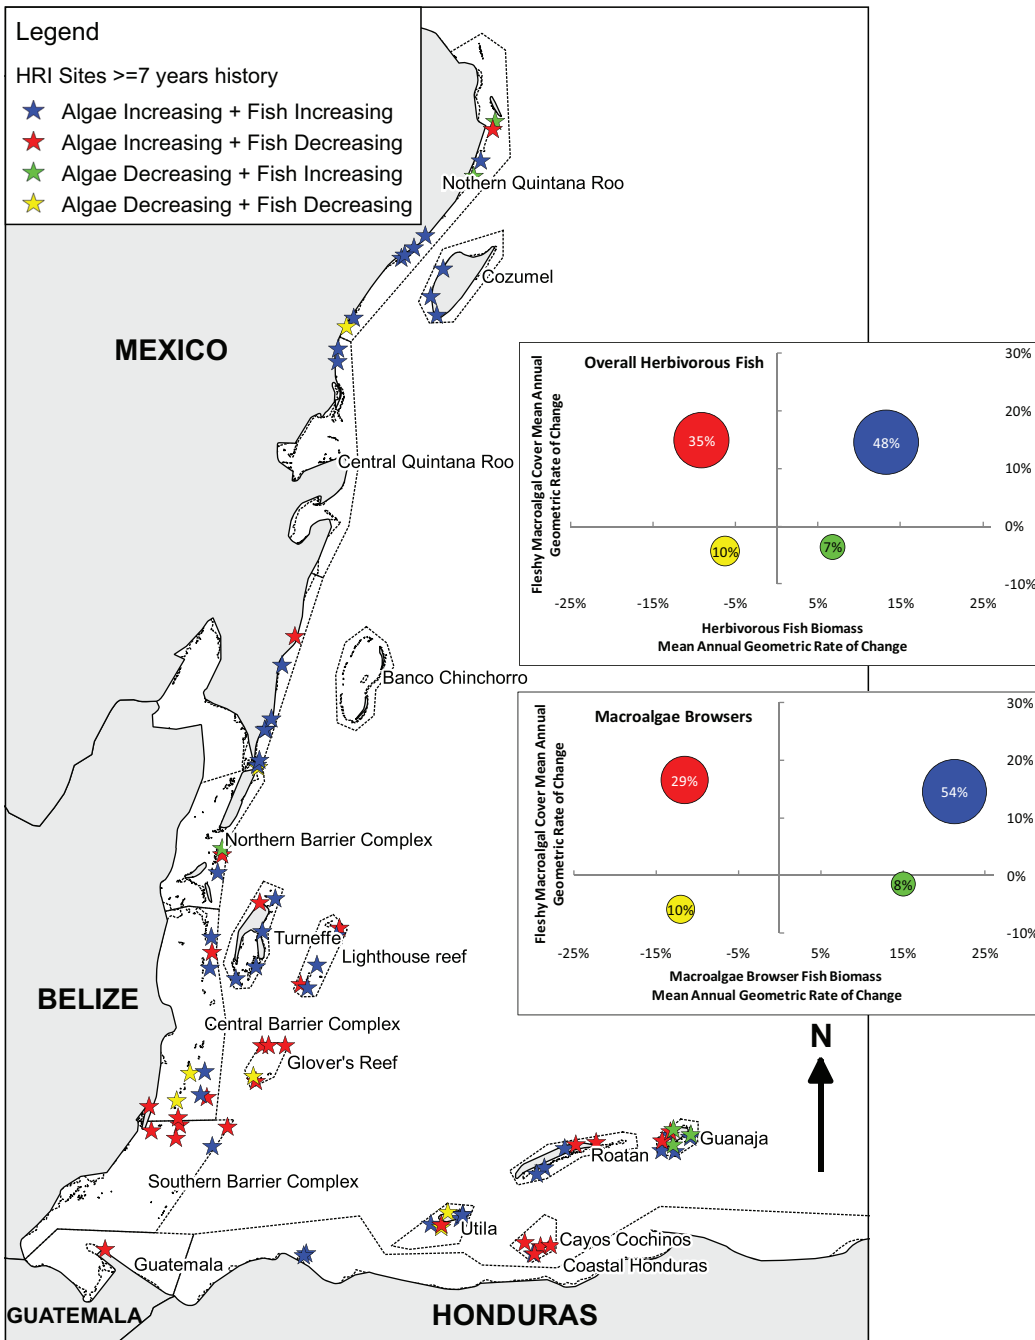 Legend
HRI Sites >=7 years history
Algae Increasing + Fish Increasing
Algae Increasing + Fish Decreasing
Algae Decreasing + Fish Increasing
Algae Decreasing + Fish Decreasing
Nothern Quintana Roo
Cozumel
MEXICO
Central Quintana Roo
Banco Chinchorro
Northern Barrier Complex
Turneffe
Lighthouse reef
BELIZE
Central Barrier Complex
Glover's Reef
Southern Barrier Complex
Roatan
Guanaja
Utila
Cayos Cochinos
Coastal Honduras
Guatemala
GUATEMALA
HONDURAS
N
Overall Herbivorous Fish
Fleshy Macroalgal Cover Mean Annual
Geometric Rate of Change
30%
20%
10%
0%
-10%
35%
48%
10%
7%
-25%
-15%
-5%
5%
15%
25%
Herbivorous Fish Biomass
Mean Annual Geometric Rate of Change
Macroalgae Browsers
Fleshy Macroalgal Cover Mean Annual
Geometric Rate of Change
30%
20%
10%
0%
-10%
29%
54%
10%
8%
-25%
-15%
-5%
5%
15%
25%
Macroalgae Browser Fish Biomass
Mean Annual Geometric Rate of Change